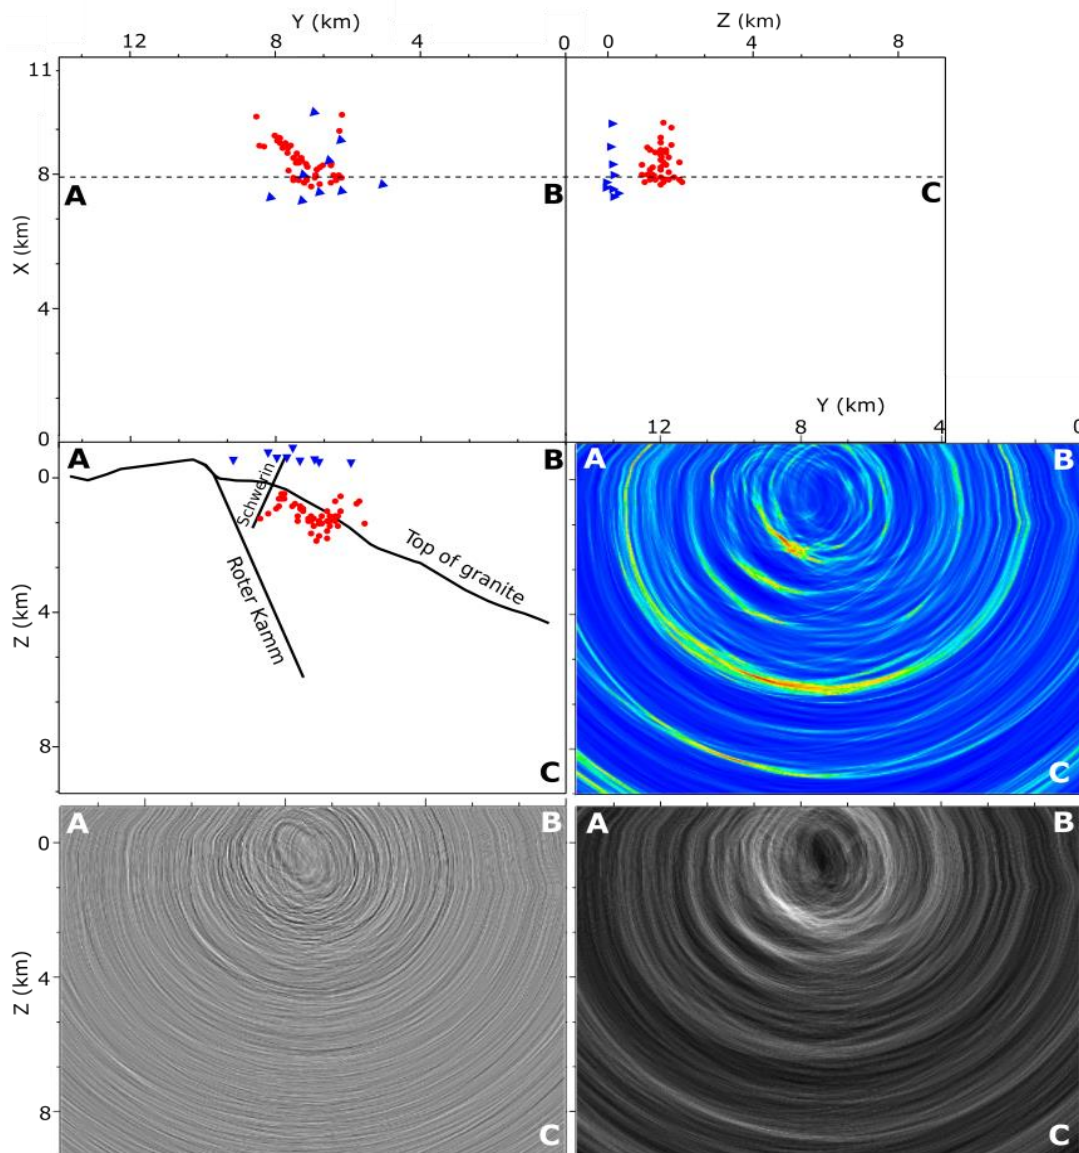 Y (km)
Z (km)
12 8 4 0 0 4 8
11
8
A B C
X (km)
4
0
Y (km)
12 8 4 0
A B
A B
0
Schwerin
Top of granite
Roter Kamm
Z (km)
4
8
C
C
A B
A B
0
Z (km)
4
8
C
C